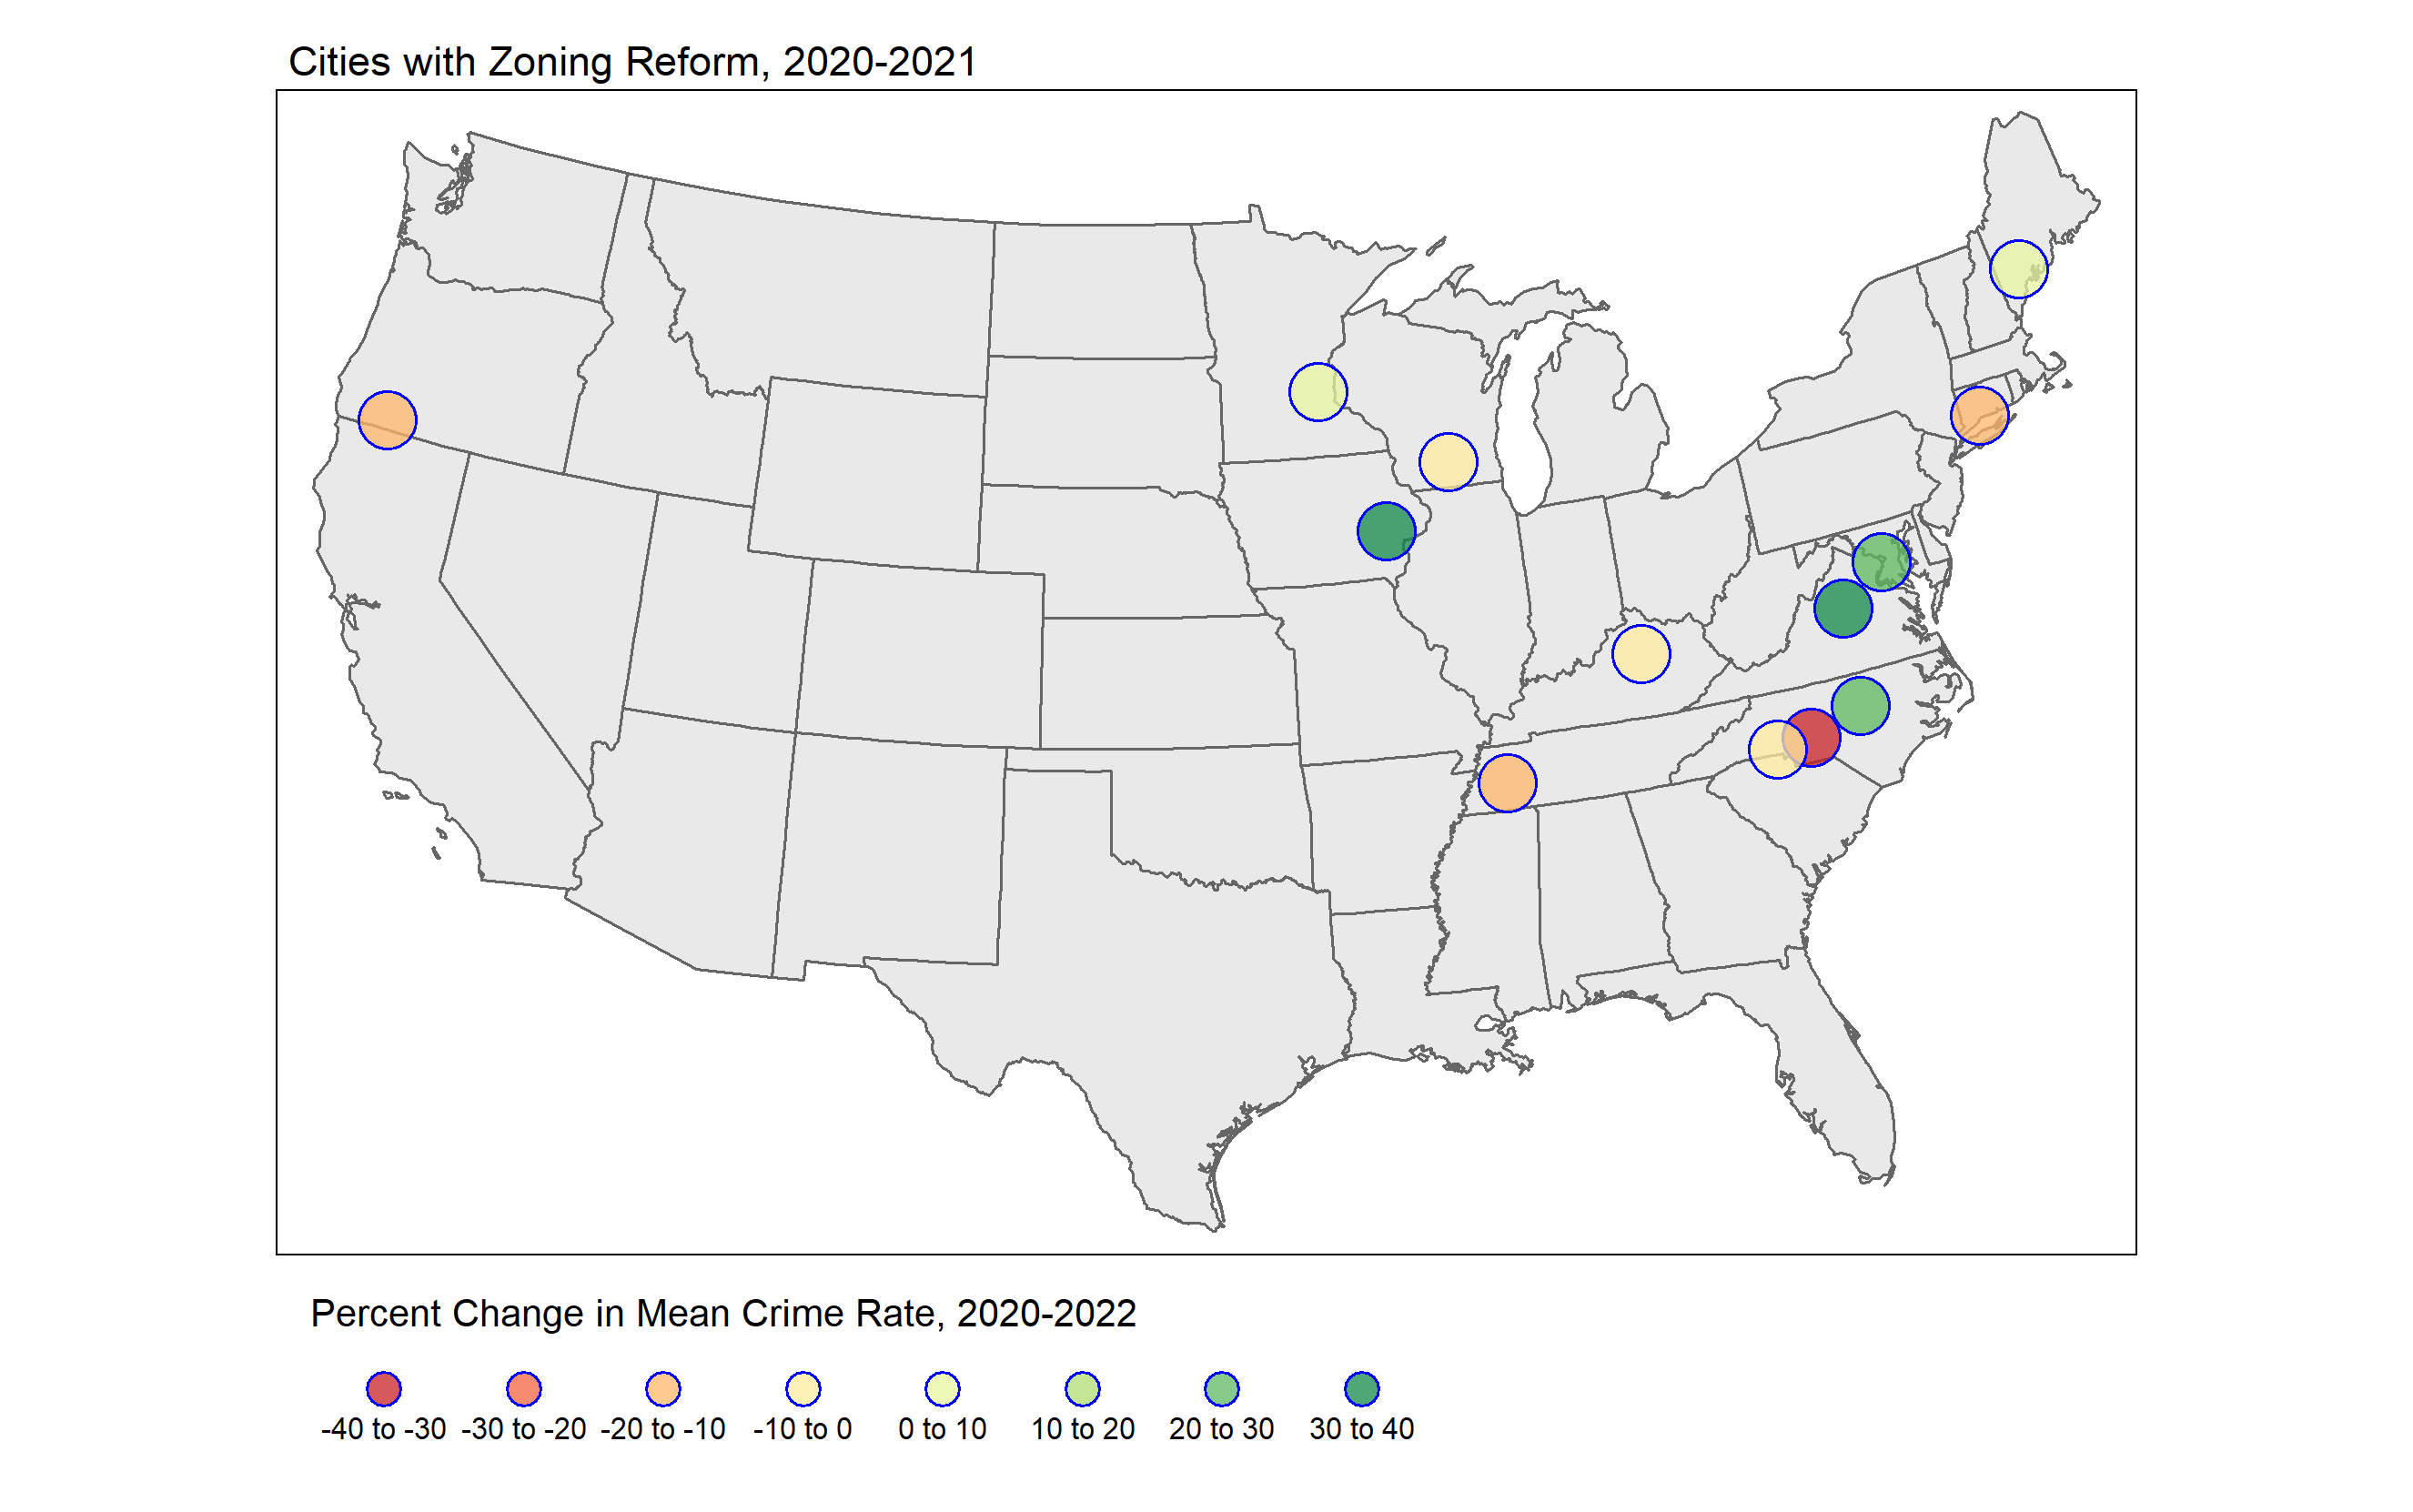 Cities with Zoning Reform, 2020-2021
Percent Change in Mean Crime Rate, 2020-2022
-40 to -30 -30 to -20 -20 to -10 -10 to 0 0 to 10 10 to 20 20 to 30 30 to 40